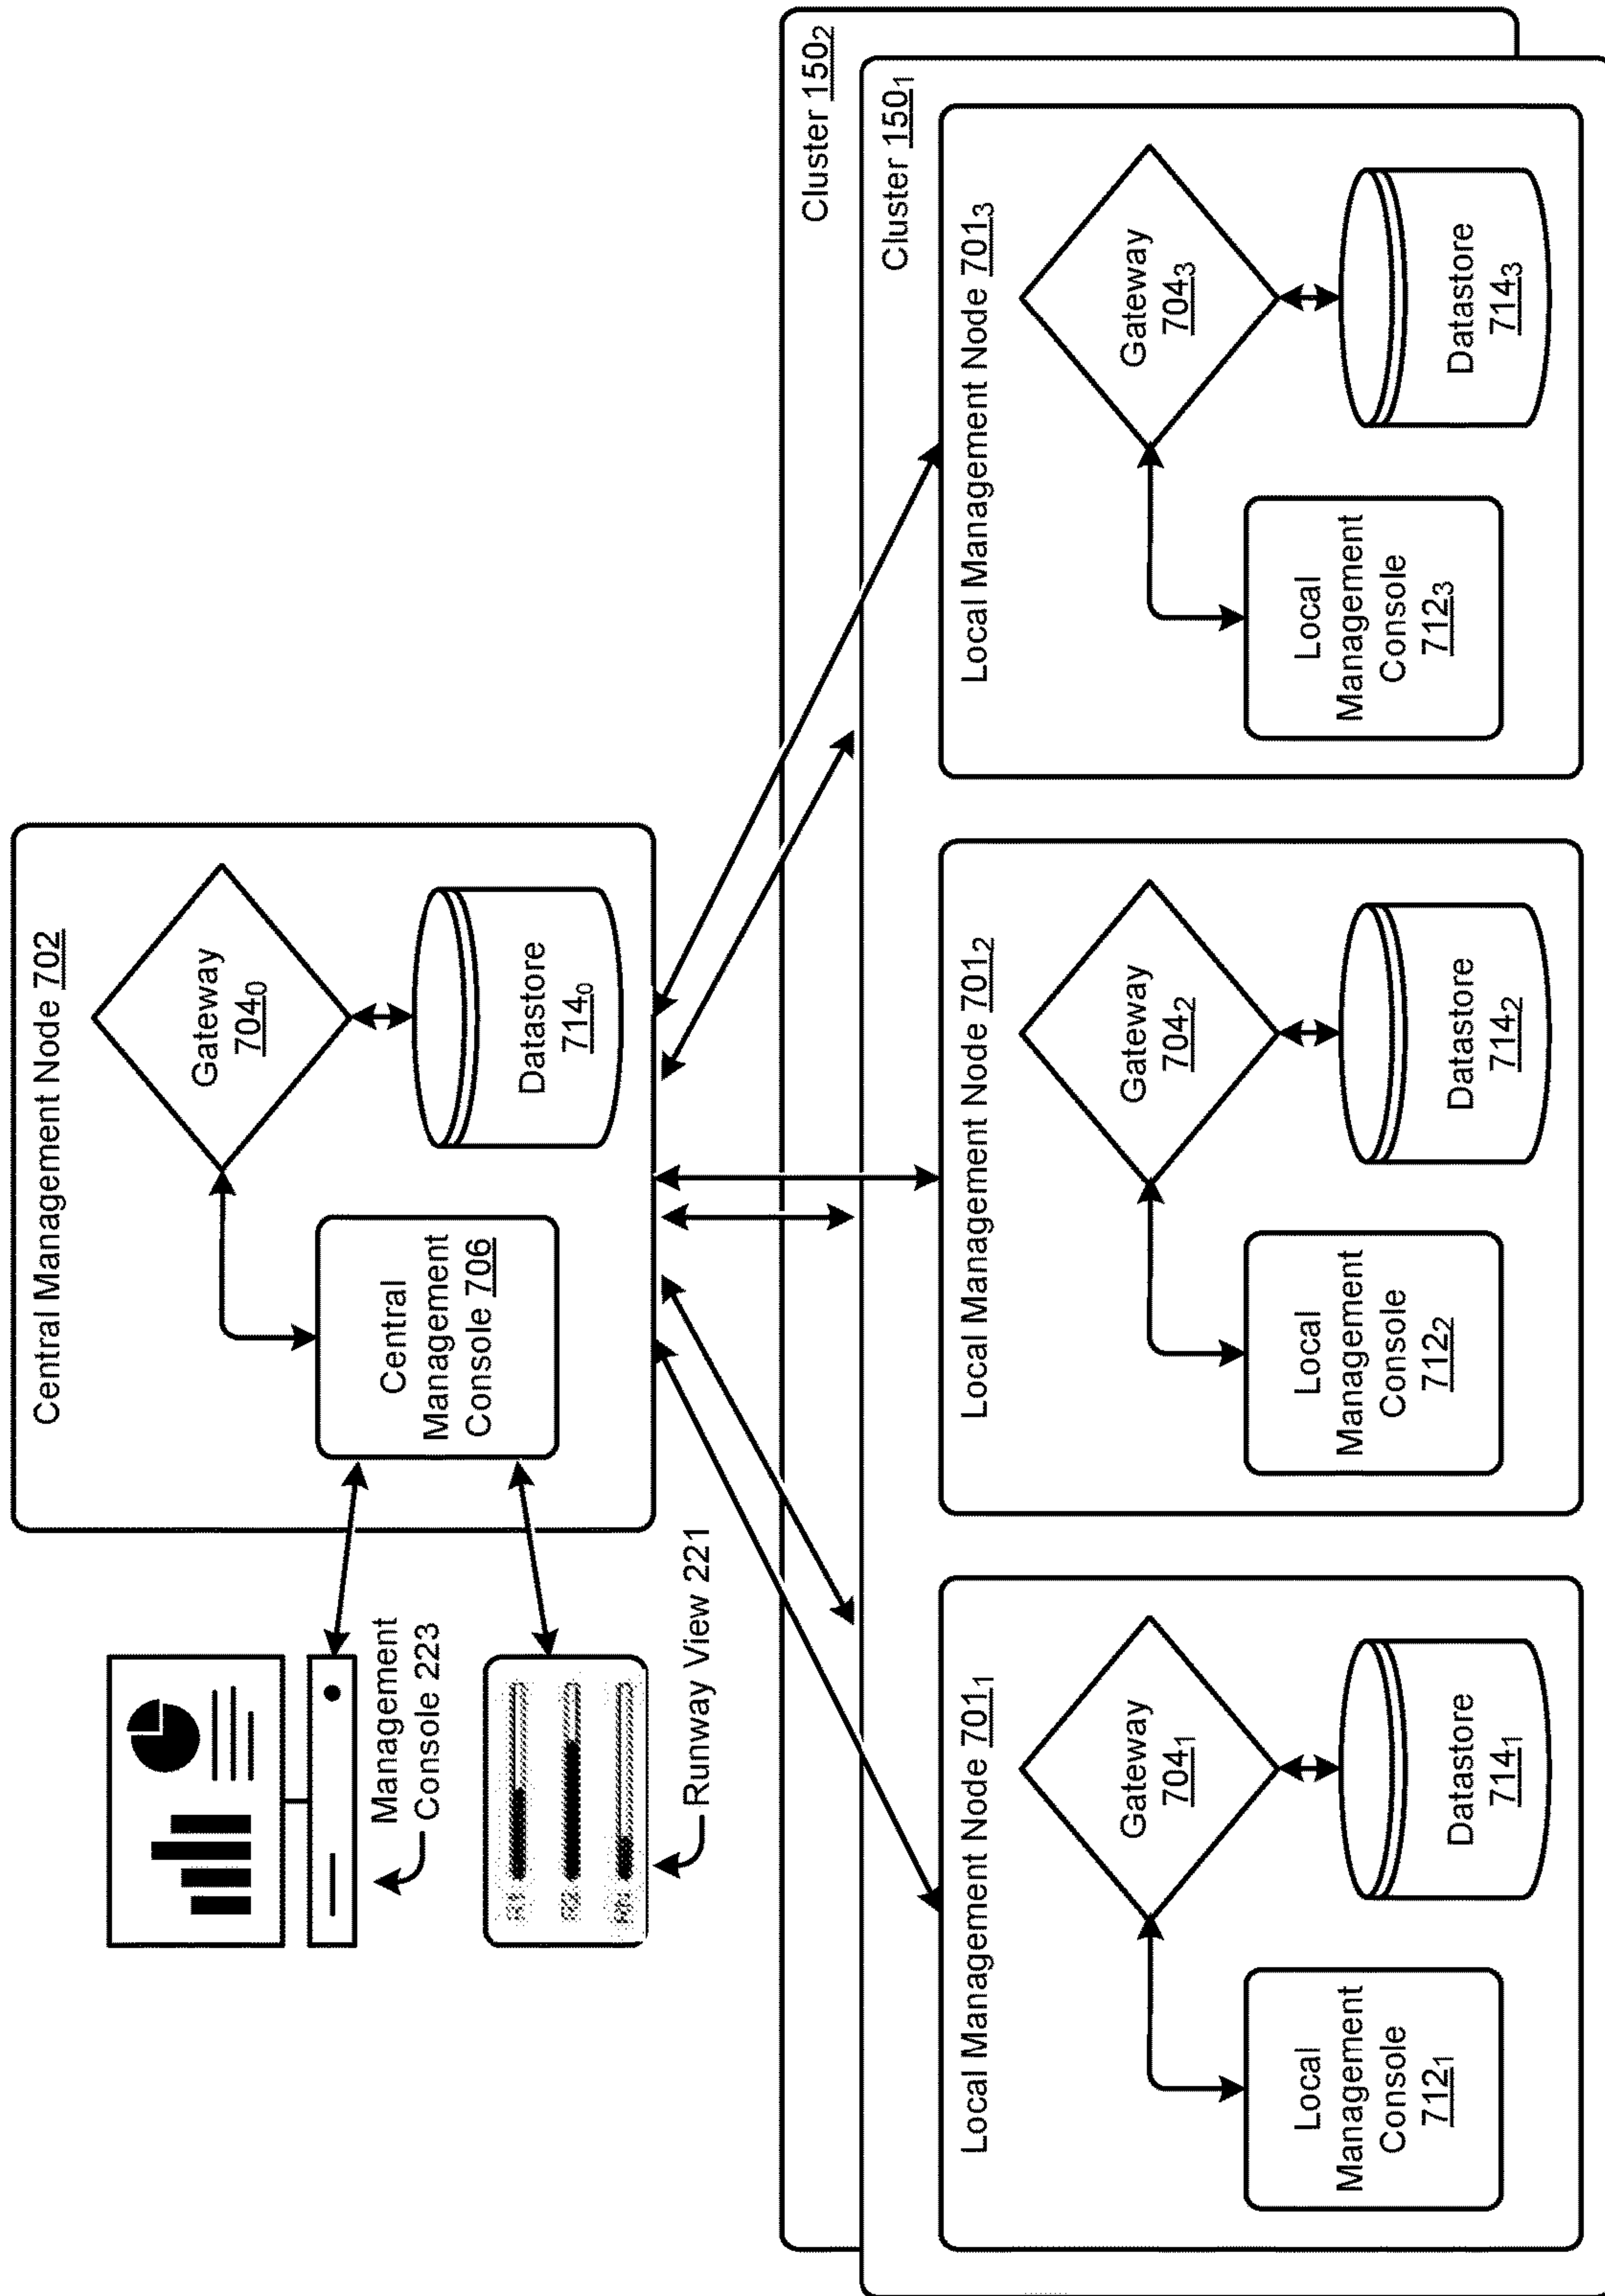 Central Management Node 702
Gateway
704₀
Central
Management
Console 706
Datastore
714₀
Management
Console 223
Runway View 221
Cluster 150₂
Cluster 150₁
Local Management Node 701₁
Gateway
704₁
Local
Management
Console
712₁
Datastore
714₁
Local Management Node 701₂
Gateway
704₂
Local
Management
Console
712₂
Datastore
714₂
Local Management Node 701₃
Gateway
704₃
Local
Management
Console
712₃
Datastore
714₃